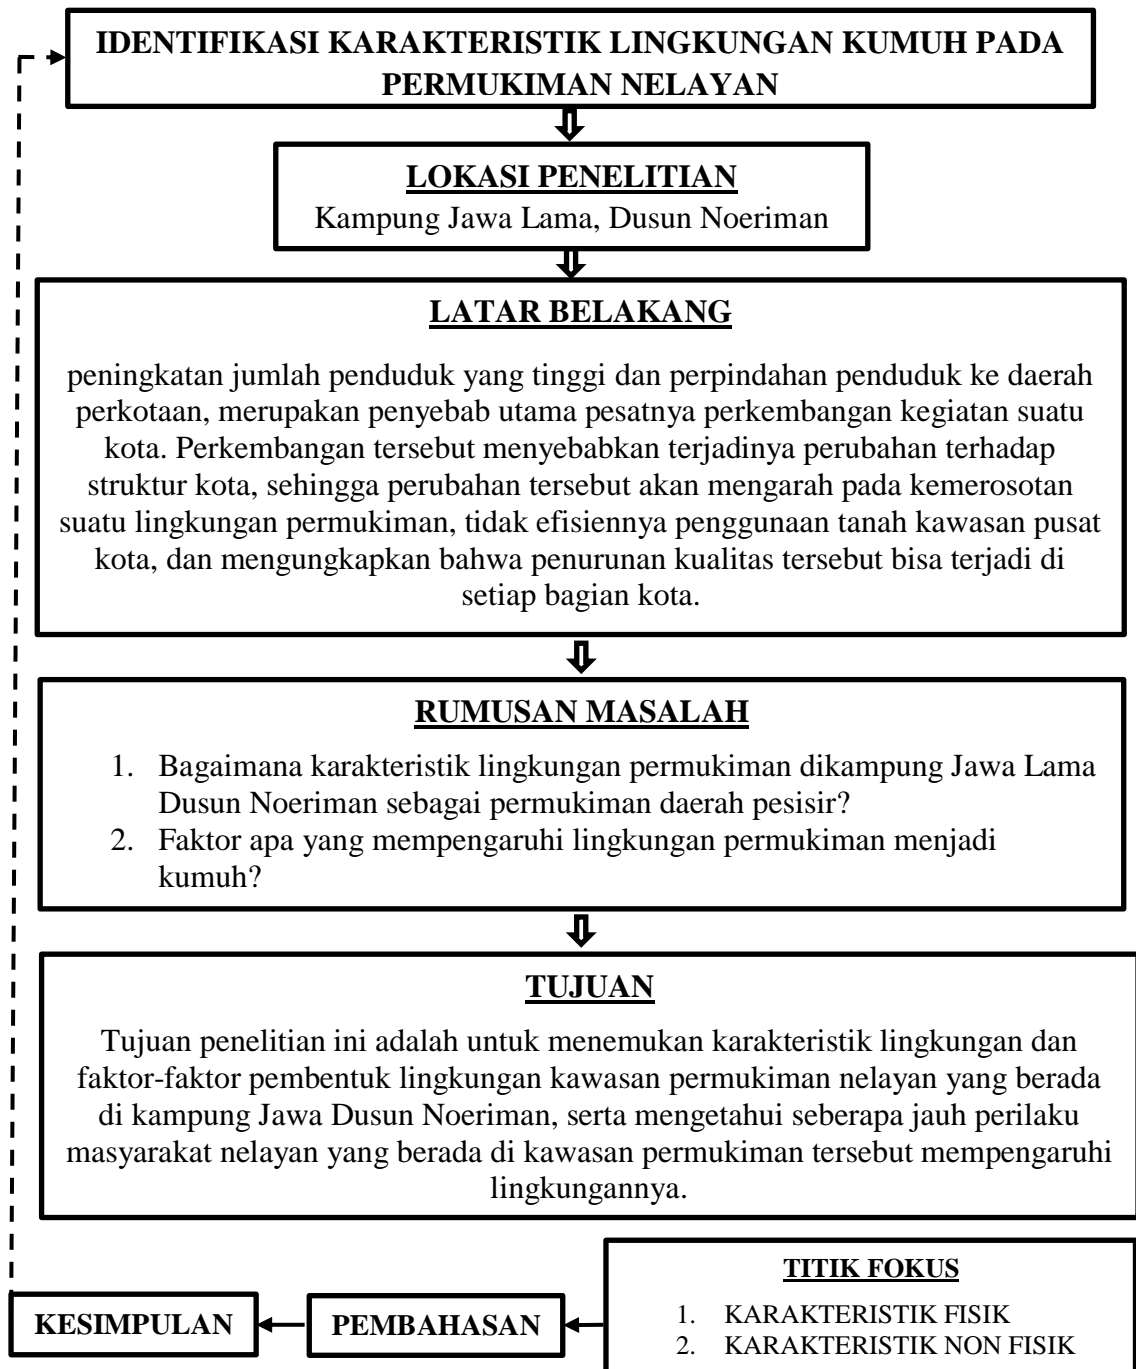 IDENTIFIKASI KARAKTERISTIK LINGKUNGAN KUMUH PADA
PERMUKIMAN NELAYAN
LOKASI PENELITIAN
Kampung Jawa Lama, Dusun Noeriman
LATAR BELAKANG
peningkatan jumlah penduduk yang tinggi dan perpindahan penduduk ke daerah
perkotaan, merupakan penyebab utama pesatnya perkembangan kegiatan suatu
kota. Perkembangan tersebut menyebabkan terjadinya perubahan terhadap
struktur kota, sehingga perubahan tersebut akan mengarah pada kemerosotan
suatu lingkungan permukiman, tidak efisiennya penggunaan tanah kawasan pusat
kota, dan mengungkapkan bahwa penurunan kualitas tersebut bisa terjadi di
setiap bagian kota.
RUMUSAN MASALAH
1. Bagaimana karakteristik lingkungan permukiman dikampung Jawa Lama
Dusun Noeriman sebagai permukiman daerah pesisir?
2. Faktor apa yang mempengaruhi lingkungan permukiman menjadi
kumuh?
TUJUAN
Tujuan penelitian ini adalah untuk menemukan karakteristik lingkungan dan
faktor-faktor pembentuk lingkungan kawasan permukiman nelayan yang berada
di kampung Jawa Dusun Noeriman, serta mengetahui seberapa jauh perilaku
masyarakat nelayan yang berada di kawasan permukiman tersebut mempengaruhi
lingkungannya.
TITIK FOKUS
1. KARAKTERISTIK FISIK
2. KARAKTERISTIK NON FISIK
PEMBAHASAN
KESIMPULAN